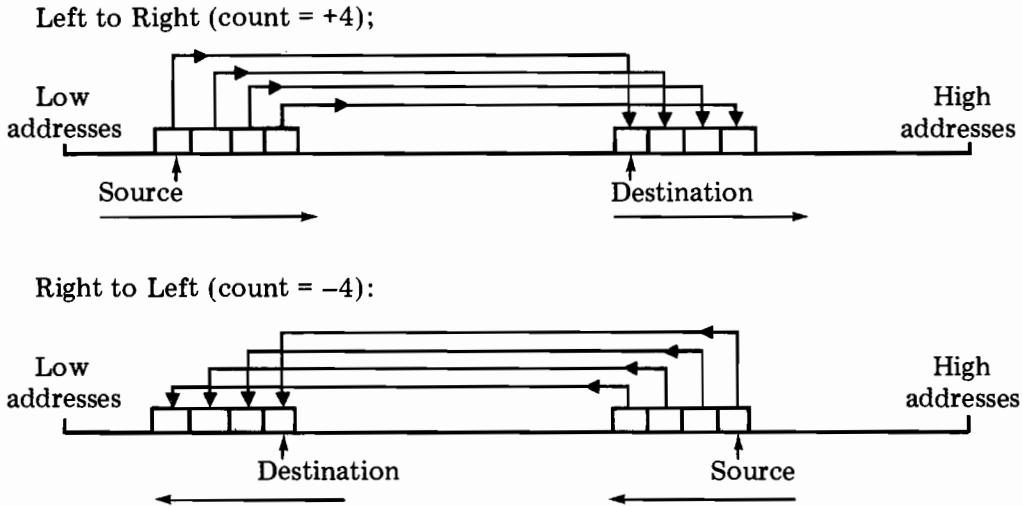 Left to Right (count = +4);
Low
addresses
High
addresses
Source
Destination
Right to Left (count = −4):
Low
addresses
High
addresses
Destination
Source